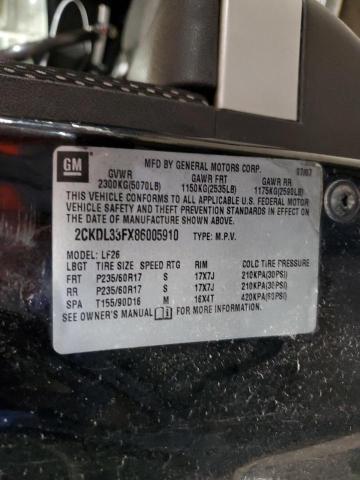 GM
MFD BY GENERAL MOTORS CORP. 07/07
GVWR GAWR FRT GAWR RR
2300KG(5070LB) 1150KG(2535LB) 1175KG(2590LB)
THIS VEHICLE CONFORMS TO ALL APPLICABLE U.S. FEDERAL MOTOR
VEHICLE SAFETY AND THEFT PREVENTION STANDARDS IN EFFECT ON
THE DATE OF MANUFACTURE SHOWN ABOVE.
2CKDL33FX86005910 TYPE: M.P.V.
MODEL: LF26
LBGT TIRE SIZE SPEED RTG RIM COLD TIRE PRESSURE
FRT P235/60R17 S 17X7J 210KPA(30PSI)
RR P235/60R17 S 17X7J 210KPA(30PSI)
SPA T155/90D16 M 16X4T 420KPA(60PSI)
SEE OWNER'S MANUAL FOR MORE INFORMATION.